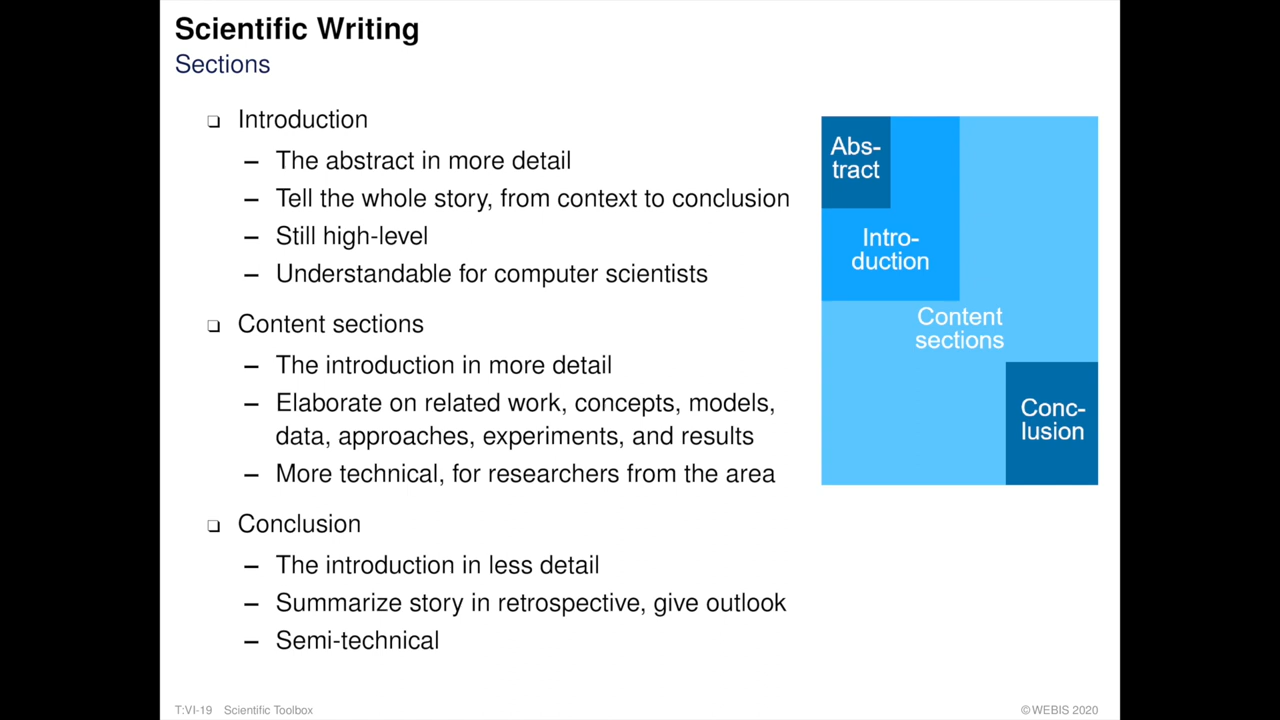 Scientific Writing
Sections
❑ Introduction
– The abstract in more detail
– Tell the whole story, from context to conclusion
– Still high-level
– Understandable for computer scientists
❑ Content sections
– The introduction in more detail
– Elaborate on related work, concepts, models,
data, approaches, experiments, and results
– More technical, for researchers from the area
❑ Conclusion
– The introduction in less detail
– Summarize story in retrospective, give outlook
– Semi-technical
Abs-
tract
Intro-
duction
Content
sections
Conc-
lusion
T:VI-19 Scientific Toolbox
©WEBIS 2020